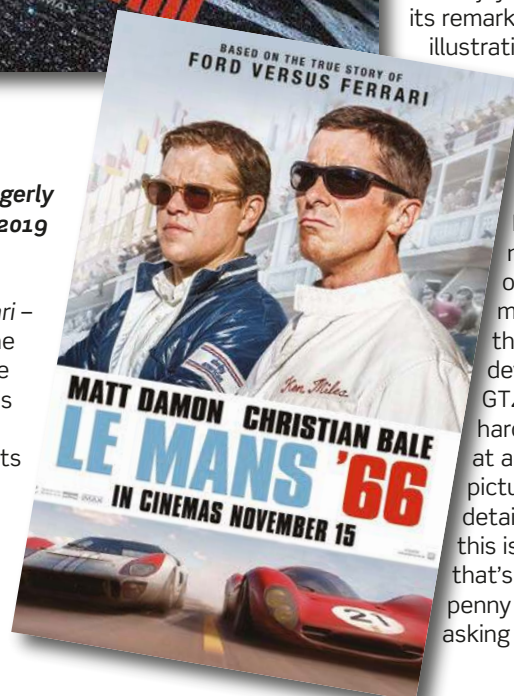 its remark
illustrati
BASED ON THE TRUE STORY OF
FORD VERSUS FERRARI
gerly
2019
ri –
ne
e
s
ts
Ken Miles
MATT DAMON CHRISTIAN BALE
LE MANS '66
IN CINEMAS NOVEMBER 15
21
o
m
th
de
hard
at a
pictu
detai
this is
that's
penny
asking